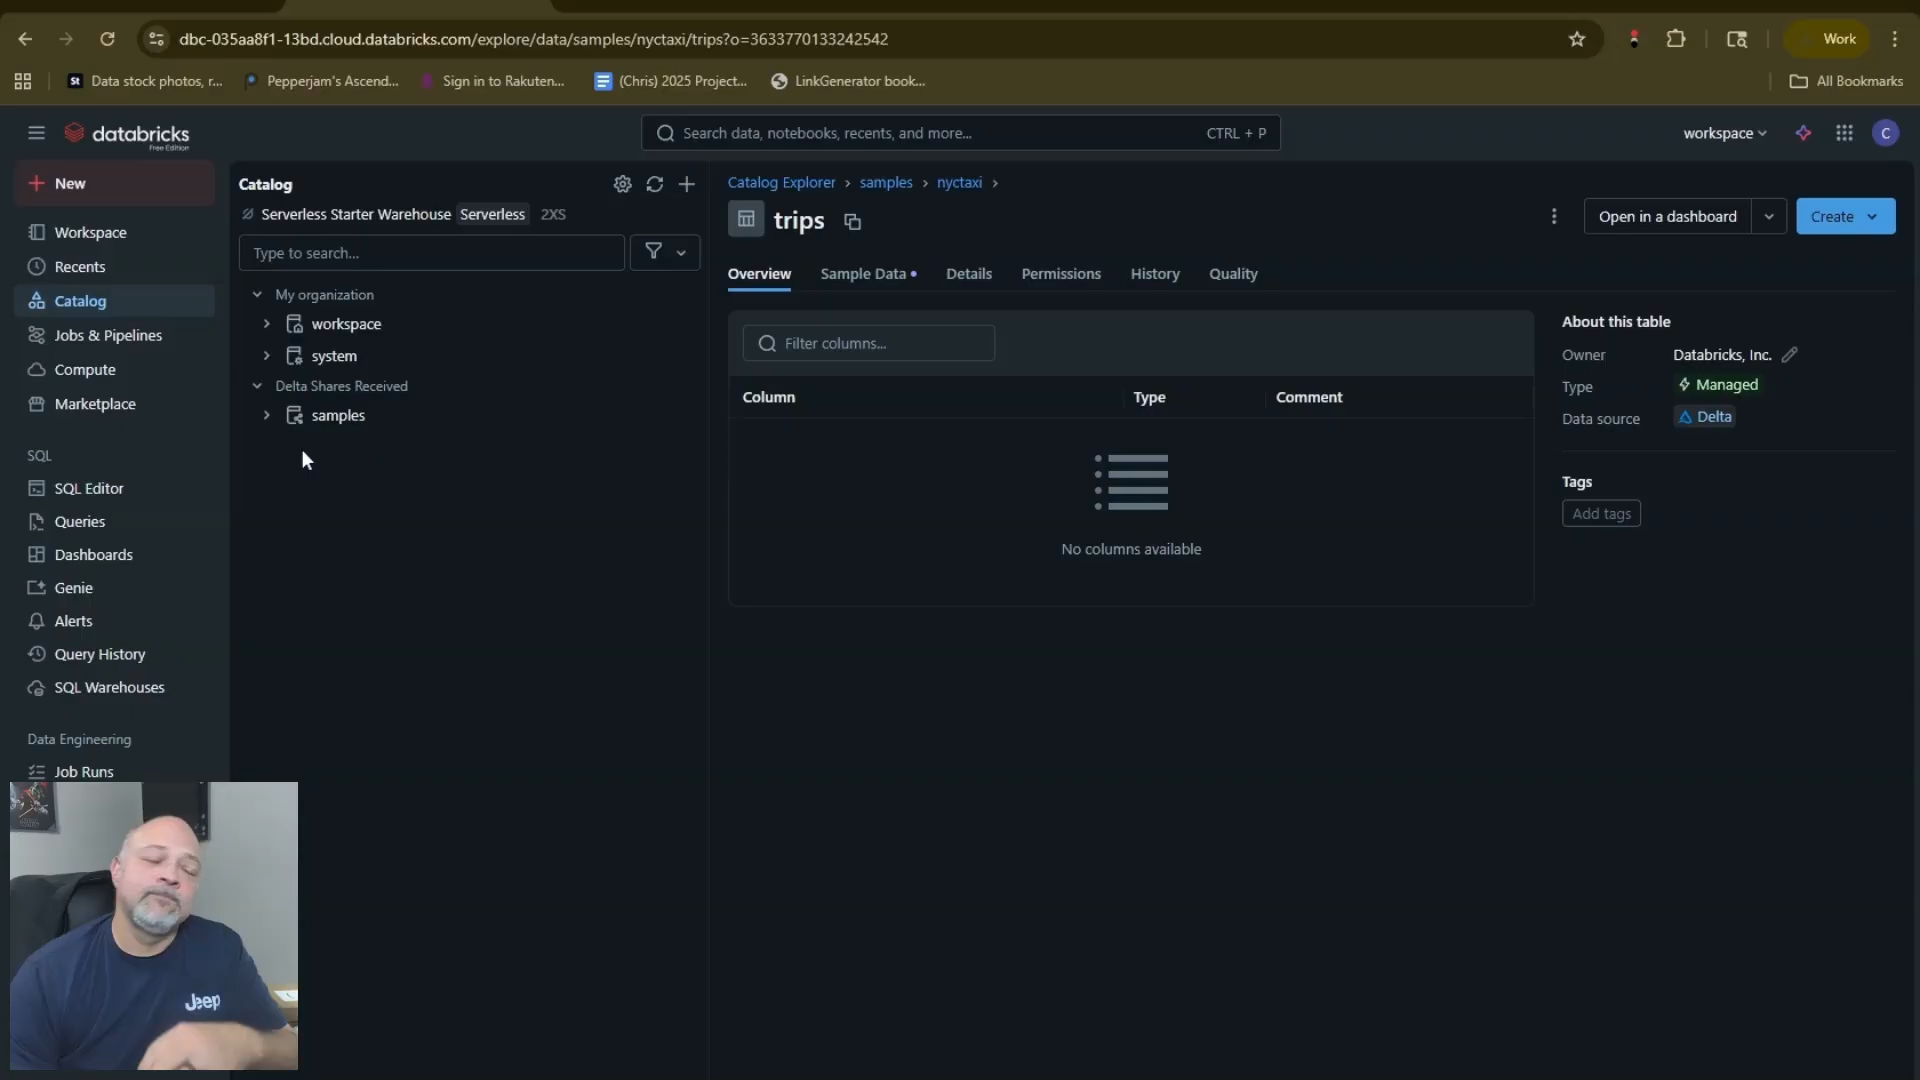 dbc-035aa8f1-13bd.cloud.databricks.com/explore/data/samples/nyctaxi/trips?o=3633770133242542
Work
St Data stock photos, r...
Pepperjam's Ascend...
Sign in to Rakuten...
(Chris) 2025 Project...
LinkGenerator book...
All Bookmarks
databricks
Free Edition
Search data, notebooks, recents, and more...
CTRL + P
workspace
C
New
Workspace
Recents
Catalog
Jobs & Pipelines
Compute
Marketplace
SQL
SQL Editor
Queries
Dashboards
Genie
Alerts
Query History
SQL Warehouses
Data Engineering
Job Runs
Catalog
Serverless Starter Warehouse Serverless 2XS
Type to search...
My organization
workspace
system
Delta Shares Received
samples
Catalog Explorer > samples > nyctaxi >
trips
Open in a dashboard
Create
Overview
Sample Data
Details
Permissions
History
Quality
Filter columns...
Column
Type
Comment
No columns available
About this table
Owner
Databricks, Inc.
Type
Managed
Data source
Delta
Tags
Add tags
Jeep